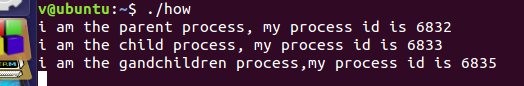 v@ubuntu:~$ ./how
i am the parent process, my process id is 6832
i am the child process, my process id is 6833
i am the gandchildren process,my process id is 6835